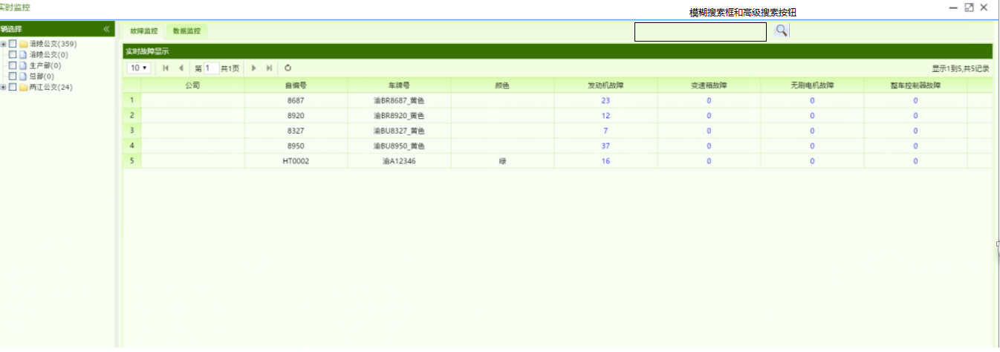 实时监控
模糊搜索框和高级搜索按钮
辆选择
故障监控 数据监控
涪陵公交(359)
涪陵公交(0)
生产部(0)
总部(0)
两江公交(24)
实时故障显示
10 第 1 共1页 显示1到5,共5记录
公司 自编号 车牌号 颜色 发动机故障 变速箱故障 无刷电机故障 整车控制器故障
1 8687 渝BR8687_黄色 23 0 0 0
2 8920 渝BR8920_黄色 12 0 0 0
3 8327 渝BU8327_黄色 7 0 0 0
4 8950 渝BU8950_黄色 37 0 0 0
5 HT0002 渝A12346 绿 16 0 0 0